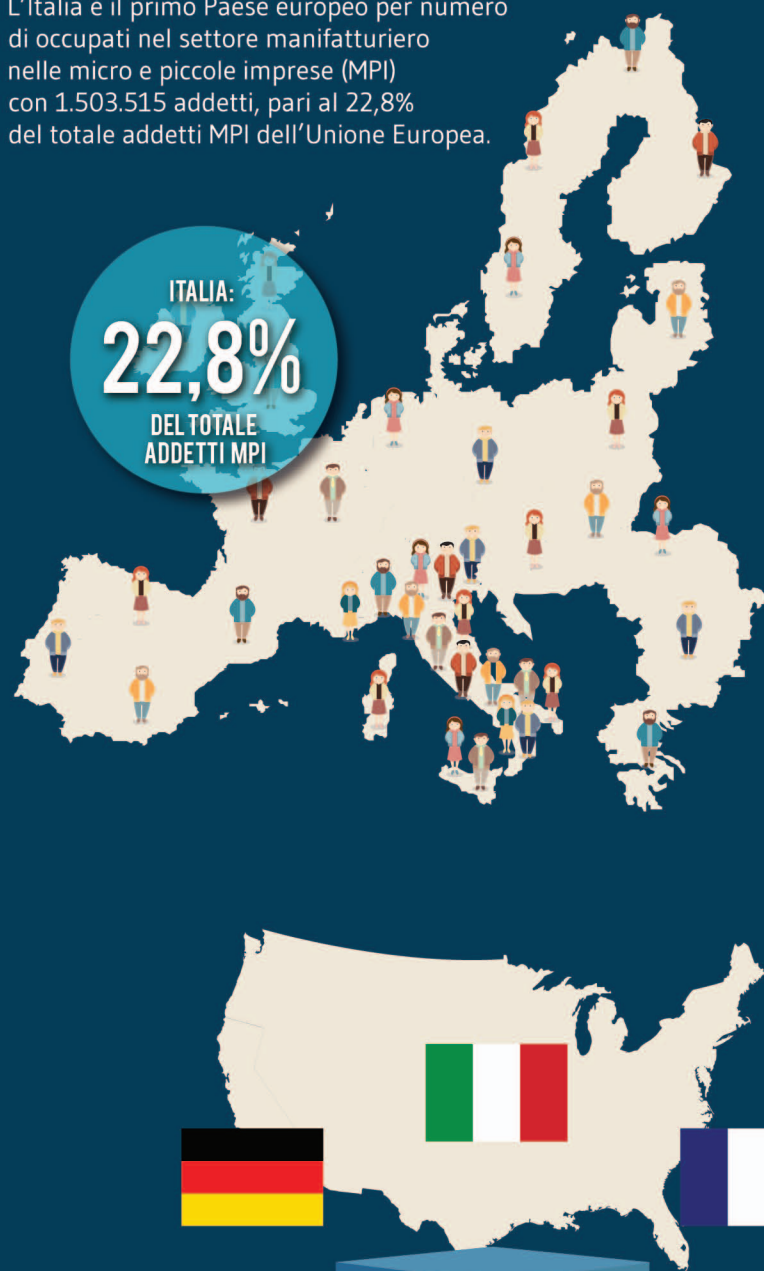 L'Italia è il primo Paese europeo per numero
di occupati nel settore manifatturiero
nelle micro e piccole imprese (MPI)
con 1.503.515 addetti, pari al 22,8%
del totale addetti MPI dell'Unione Europea.
ITALIA:
22,8%
DEL TOTALE
ADDETTI MPI